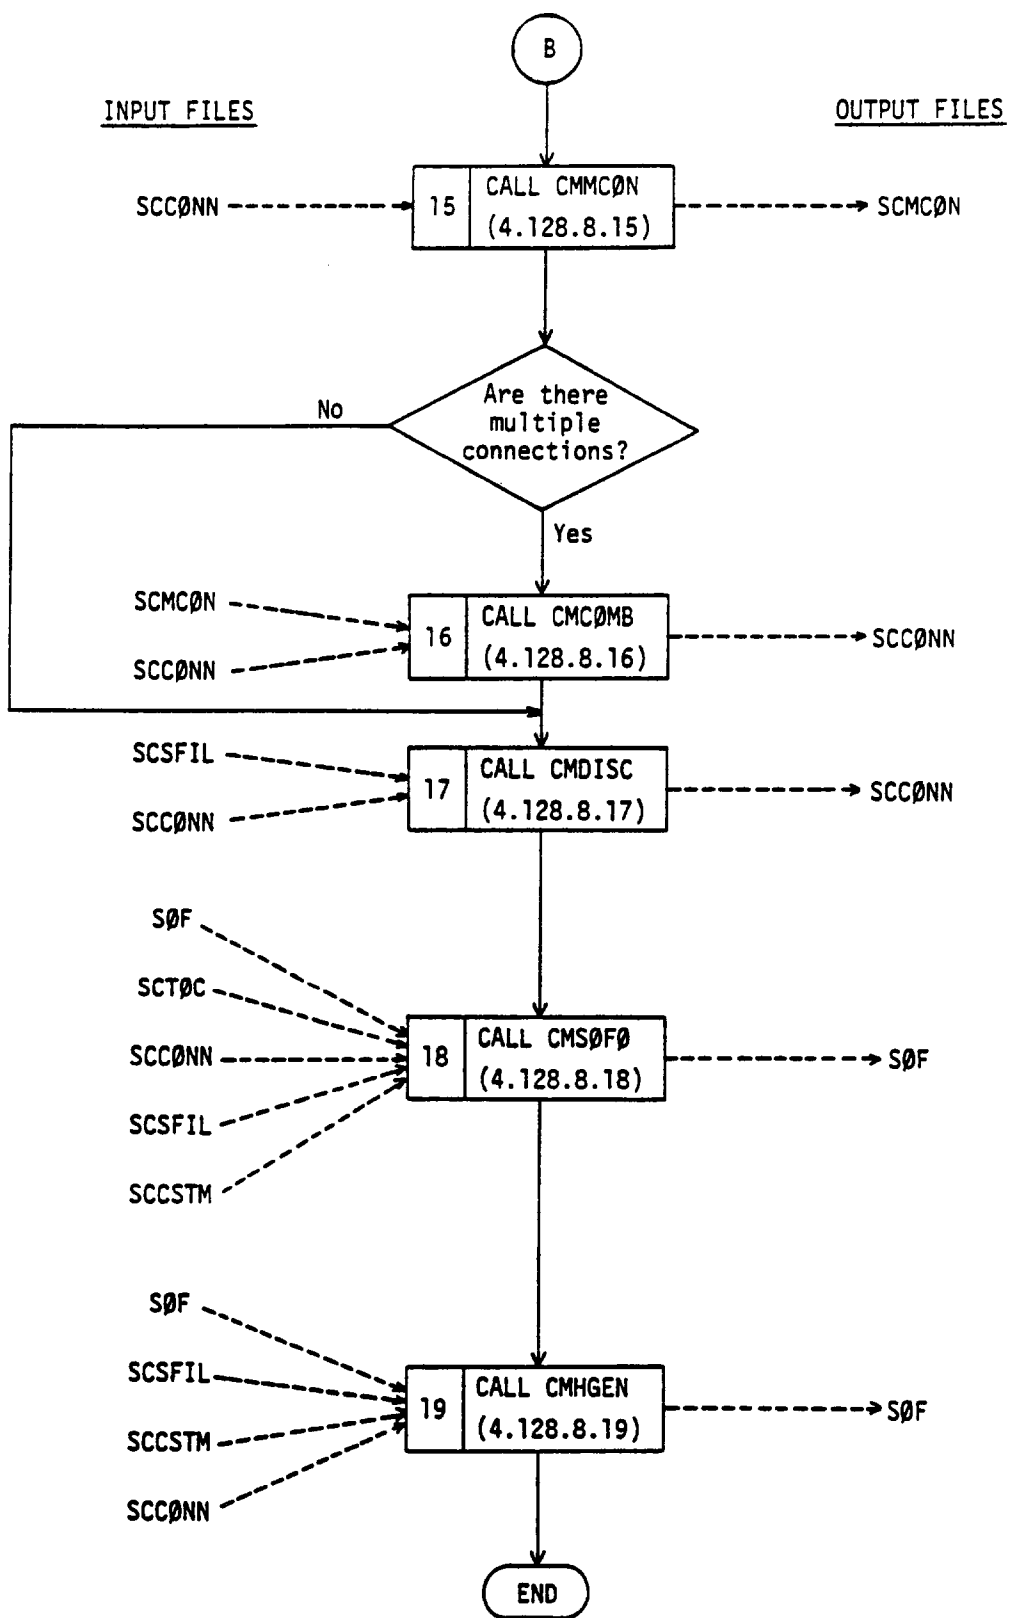 B
INPUT FILES
OUTPUT FILES
SCCØNN
15
CALL CMMCØN
(4.128.8.15)
SCMCØN
Are there
multiple
connections?
No
Yes
SCMCØN
SCCØNN
16
CALL CMCØMB
(4.128.8.16)
SCCØNN
SCSFIL
SCCØNN
17
CALL CMDISC
(4.128.8.17)
SCCØNN
SØF
SCTØC
SCCØNN
SCSFIL
SCCSTM
18
CALL CMSØFØ
(4.128.8.18)
SØF
SØF
SCSFIL
SCCSTM
SCCØNN
19
CALL CMHGEN
(4.128.8.19)
SØF
END